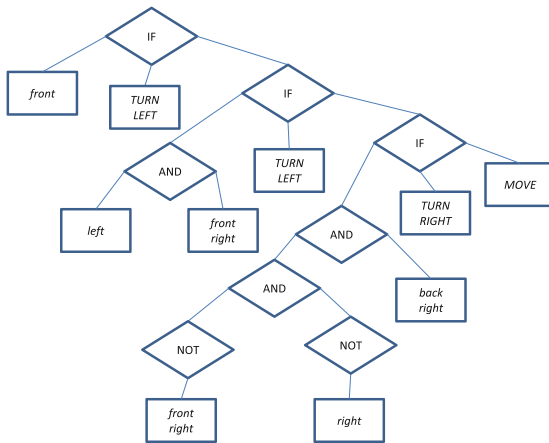 IF
front
TURN
LEFT
IF
AND
TURN
LEFT
IF
MOVE
left
front
right
AND
TURN
RIGHT
AND
back
right
NOT
NOT
front
right
right